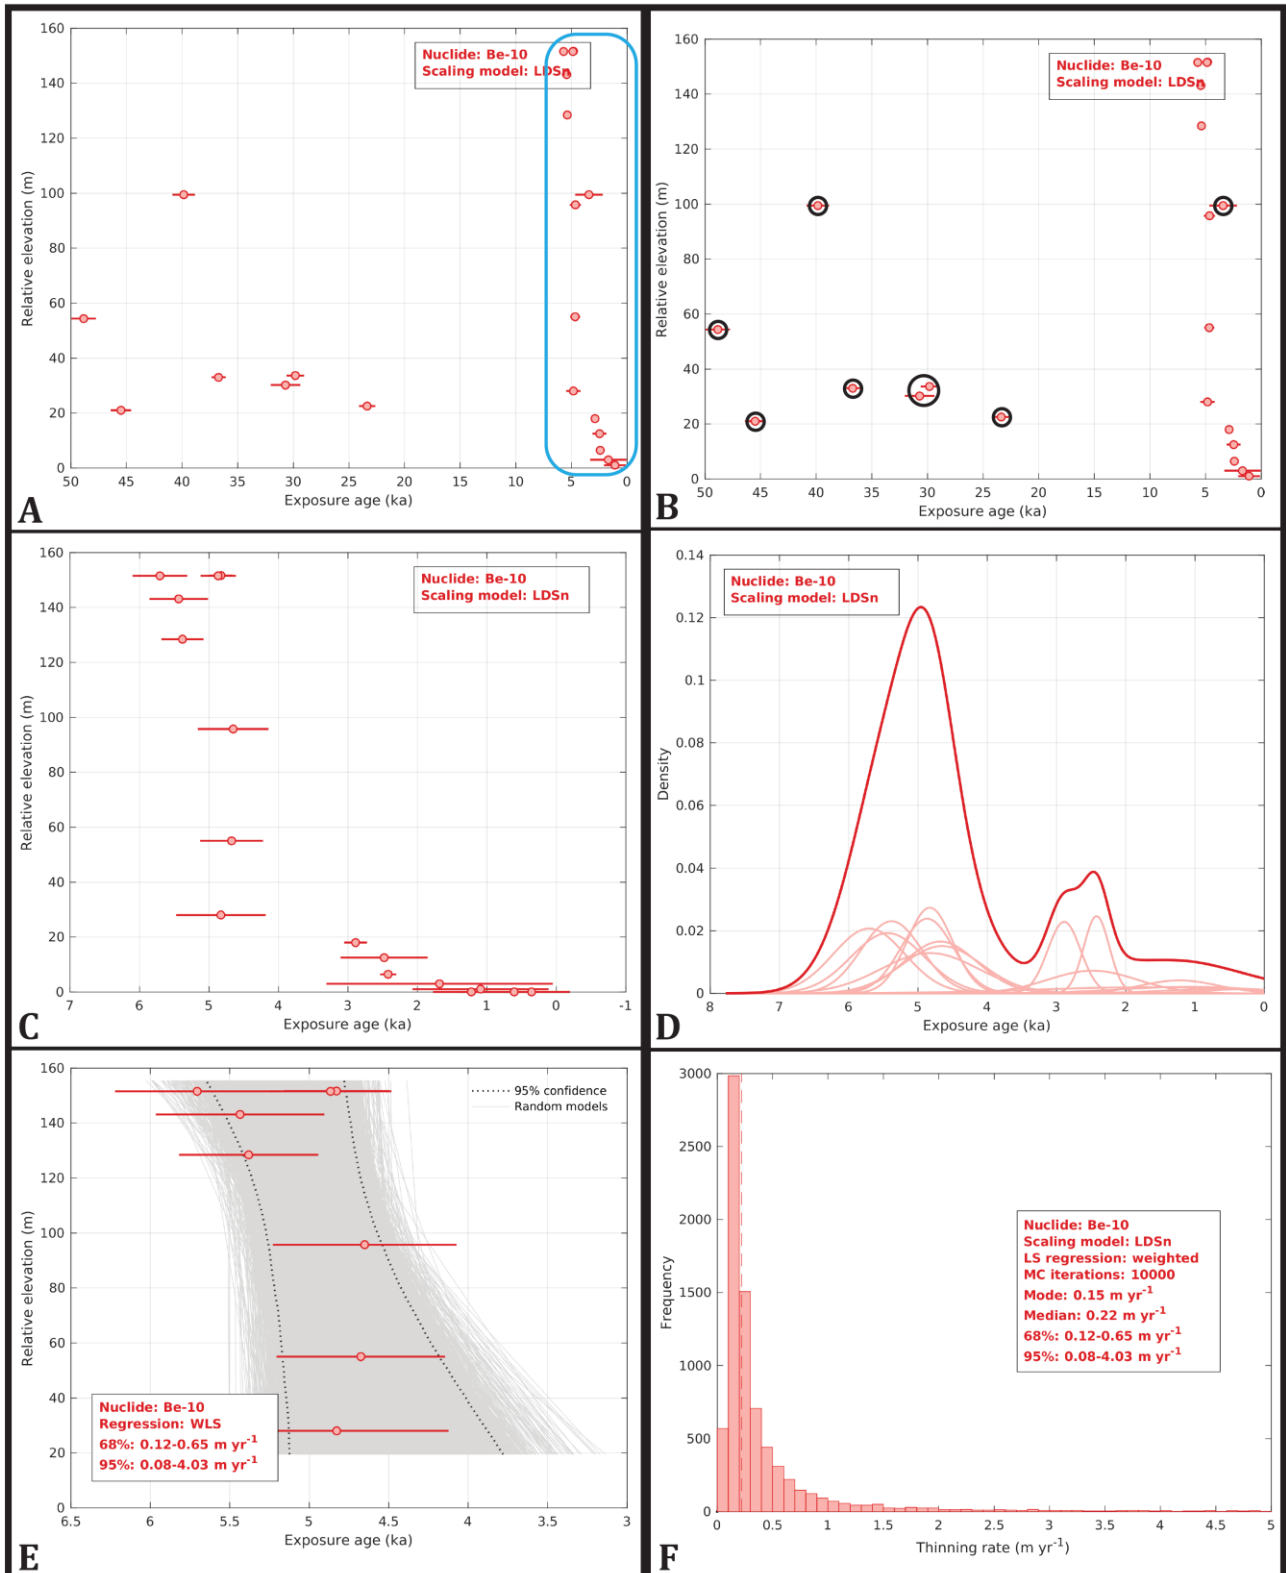 160
140
120
100
80
60
40
20
0
Relative elevation (m)
Nuclide: Be-10
Scaling model: LDSn
50
45
40
35
30
25
20
15
10
5
0
Exposure age (ka)
A
160
140
120
100
80
60
40
20
0
Relative elevation (m)
Nuclide: Be-10
Scaling model: LDSn
50
45
40
35
30
25
20
15
10
5
0
Exposure age (ka)
B
160
140
120
100
80
60
40
20
0
Relative elevation (m)
Nuclide: Be-10
Scaling model: LDSn
7
6
5
4
3
2
1
0
-1
Exposure age (ka)
C
0.14
0.12
0.1
0.08
0.06
0.04
0.02
0
Density
Nuclide: Be-10
Scaling model: LDSn
8
7
6
5
4
3
2
1
0
Exposure age (ka)
D
160
140
120
100
80
60
40
20
0
Relative elevation (m)
95% confidence
Random models
Nuclide: Be-10
Regression: WLS
68%: 0.12-0.65 m yr-1
95%: 0.08-4.03 m yr-1
6.5
6
5.5
5
4.5
4
3.5
3
Exposure age (ka)
E
3000
2500
2000
1500
1000
500
0
Frequency
Nuclide: Be-10
Scaling model: LDSn
LS regression: weighted
MC iterations: 10000
Mode: 0.15 m yr-1
Median: 0.22 m yr-1
68%: 0.12-0.65 m yr-1
95%: 0.08-4.03 m yr-1
0
0.5
1
1.5
2
2.5
3
3.5
4
4.5
5
Thinning rate (m yr-1)
F